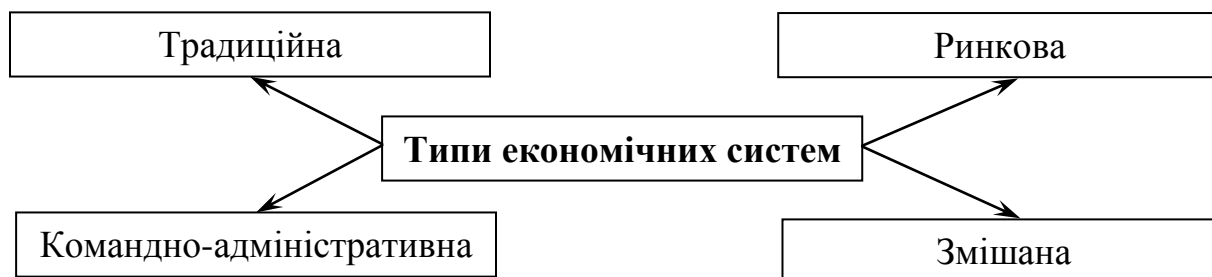 Традиційна
Ринкова
Типи економічних систем
Командно-адміністративна
Змішана